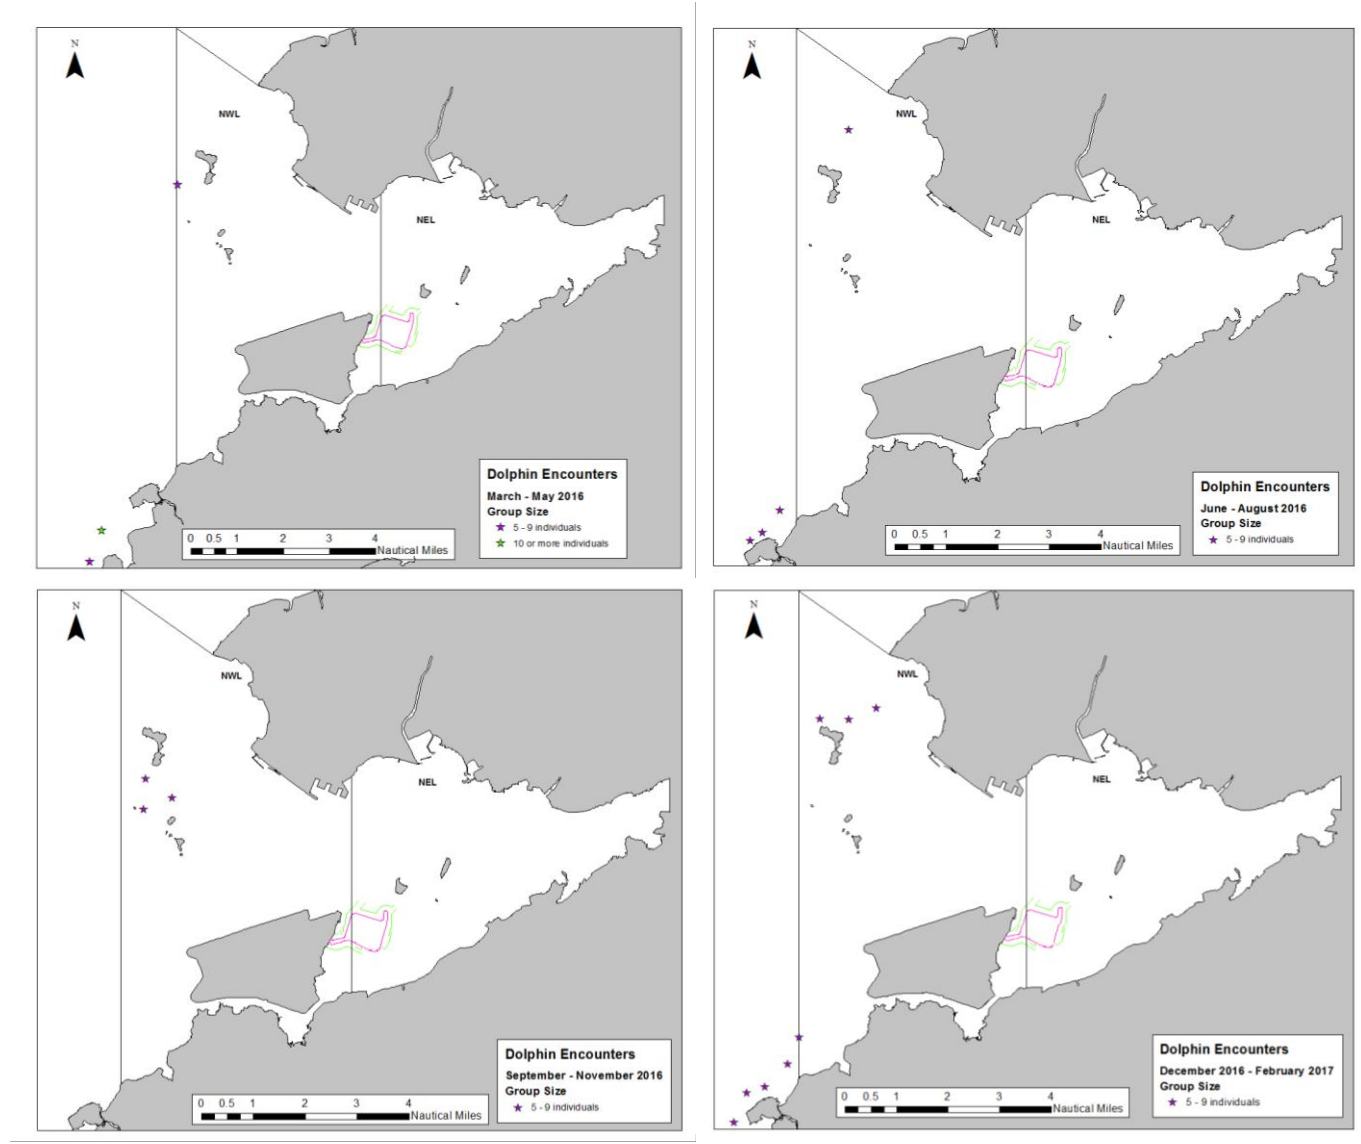 N
NWL
NEL
Dolphin Encounters
March - May 2016
Group Size
5 - 9 individuals
10 or more individuals
0 0.5 1 2 3 4
Nautical Miles
N
NWL
NEL
Dolphin Encounters
June - August 2016
Group Size
5 - 9 individuals
0 0.5 1 2 3 4
Nautical Miles
N
NWL
NEL
Dolphin Encounters
September - November 2016
Group Size
5 - 9 individuals
0 0.5 1 2 3 4
Nautical Miles
N
NWL
NEL
Dolphin Encounters
December 2016 - February 2017
Group Size
5 - 9 individuals
0 0.5 1 2 3 4
Nautical Miles